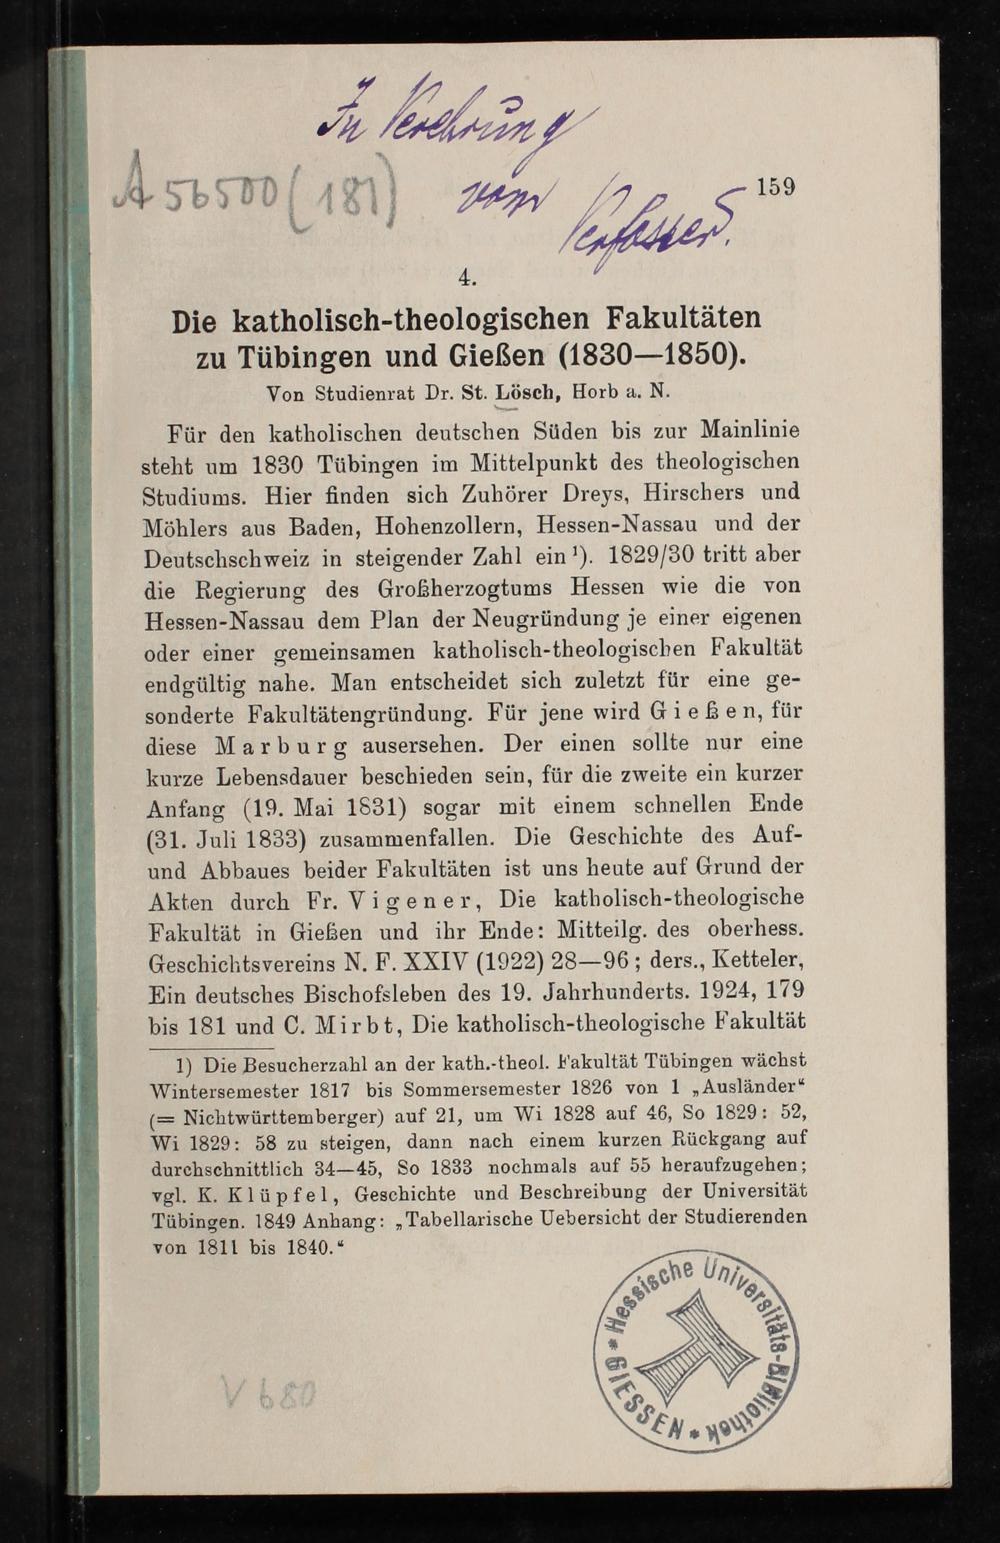 In Verehrung
vom
Verfasser.
A 56500 (181)
159
4.
Die katholisch-theologischen Fakultäten
zu Tübingen und Gießen (1830—1850).
Von Studienrat Dr. St. Lösch, Horb a. N.
Für den katholischen deutschen Süden bis zur Mainlinie
steht um 1830 Tübingen im Mittelpunkt des theologischen
Studiums. Hier finden sich Zuhörer Dreys, Hirschers und
Möhlers aus Baden, Hohenzollern, Hessen-Nassau und der
Deutschschweiz in steigender Zahl ein¹). 1829/30 tritt aber
die Regierung des Großherzogtums Hessen wie die von
Hessen-Nassau dem Plan der Neugründung je einer eigenen
oder einer gemeinsamen katholisch-theologischen Fakultät
endgültig nahe. Man entscheidet sich zuletzt für eine ge-
sonderte Fakultätengründung. Für jene wird Gießen, für
diese Marburg ausersehen. Der einen sollte nur eine
kurze Lebensdauer beschieden sein, für die zweite ein kurzer
Anfang (19. Mai 1831) sogar mit einem schnellen Ende
(31. Juli 1833) zusammenfallen. Die Geschichte des Auf-
und Abbaues beider Fakultäten ist uns heute auf Grund der
Akten durch Fr. Vigener, Die katholisch-theologische
Fakultät in Gießen und ihr Ende: Mitteilg. des oberhess.
Geschichtsvereins N. F. XXIV (1922) 28—96; ders., Ketteler,
Ein deutsches Bischofsleben des 19. Jahrhunderts. 1924, 179
bis 181 und C. Mirbt, Die katholisch-theologische Fakultät
1) Die Besucherzahl an der kath.-theol. Fakultät Tübingen wächst
Wintersemester 1817 bis Sommersemester 1826 von 1 „Ausländer“
(= Nichtwürttemberger) auf 21, um Wi 1828 auf 46, So 1829: 52,
Wi 1829: 58 zu steigen, dann nach einem kurzen Rückgang auf
durchschnittlich 34—45, So 1833 nochmals auf 55 heraufzugehen;
vgl. K. Klüpfel, Geschichte und Beschreibung der Universität
Tübingen. 1849 Anhang: „Tabellarische Uebersicht der Studierenden
von 1811 bis 1840.“
Hessische Universitäts-Bibliothek * GIESSEN *
V 680